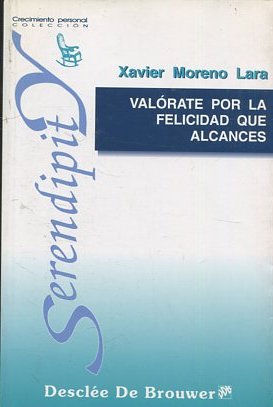 Crecimiento personal
COLECCIÓN
Serendipity
Xavier Moreno Lara
VALÓRATE POR LA
FELICIDAD QUE
ALCANCES
Desclée De Brouwer